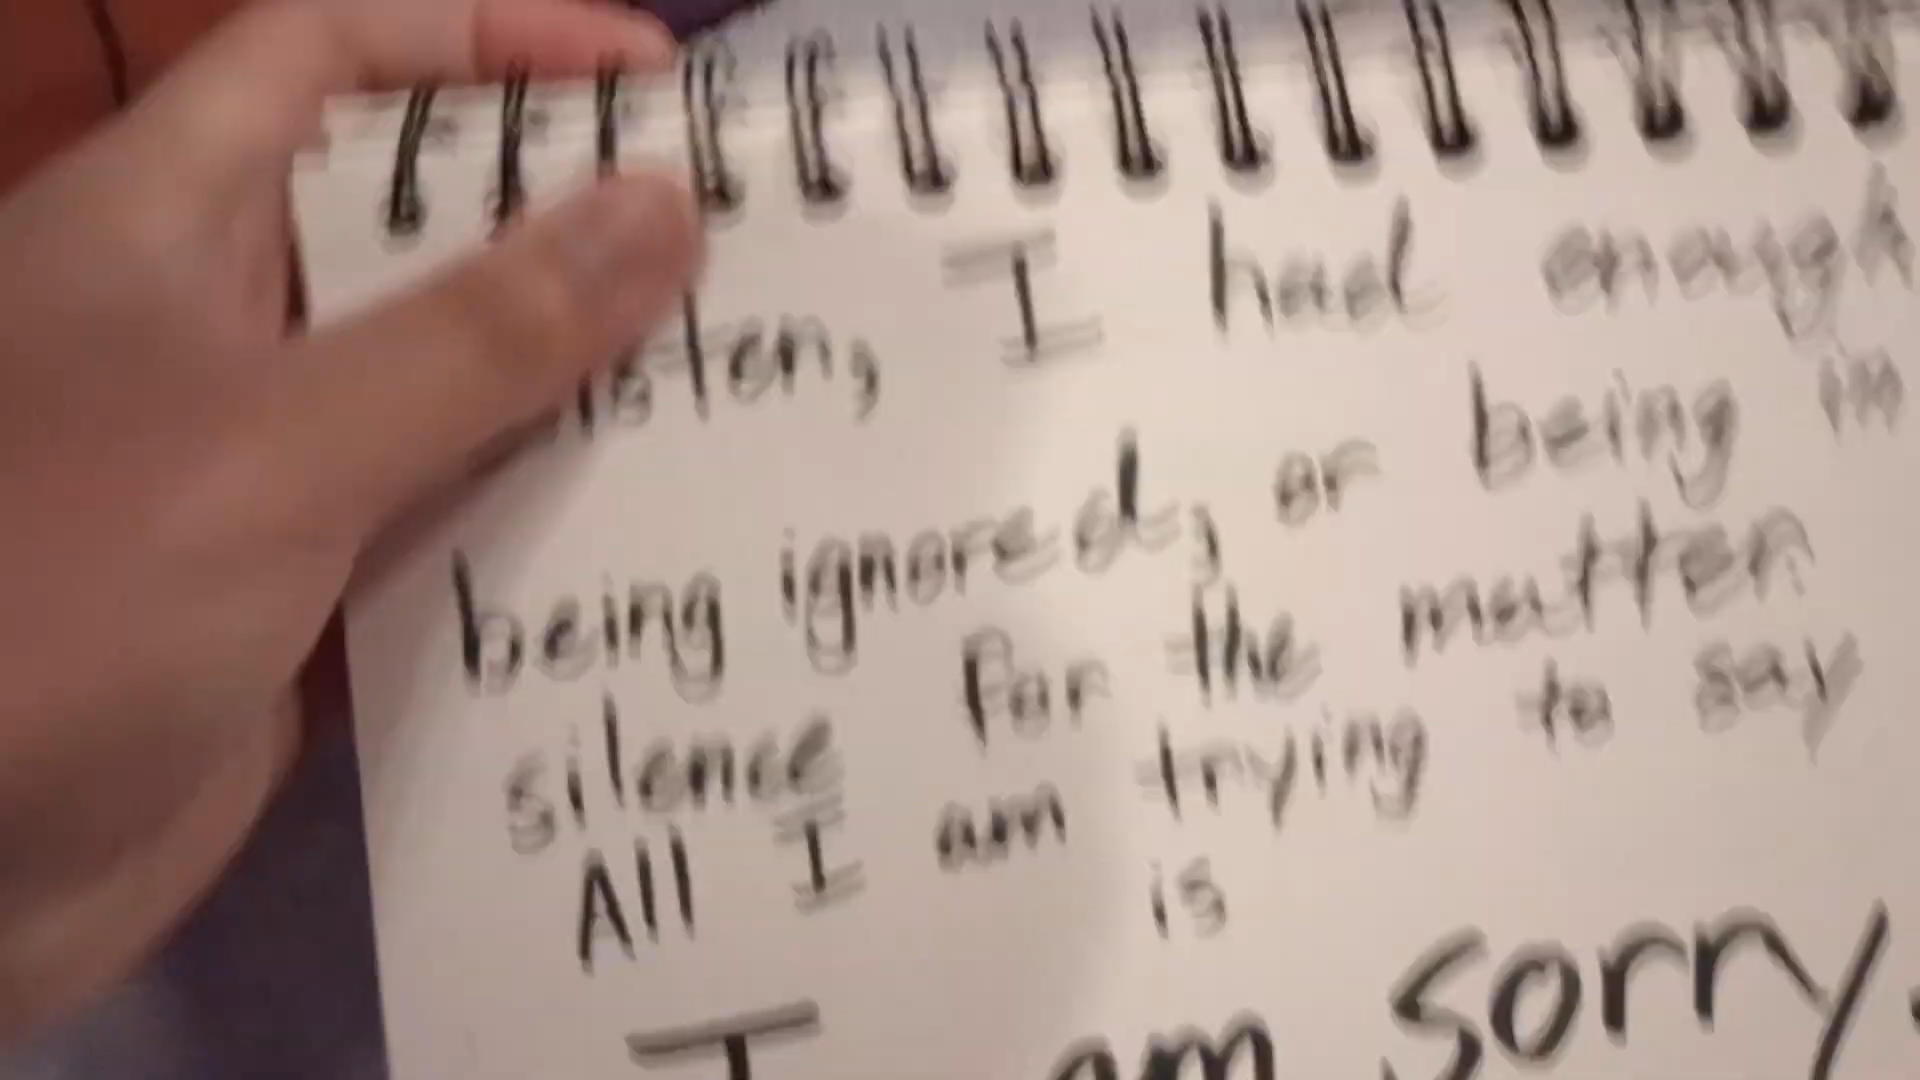 isten, I had enough
being ignored, or being in
silence for the matter
All I am trying to say
is
I am sorry.